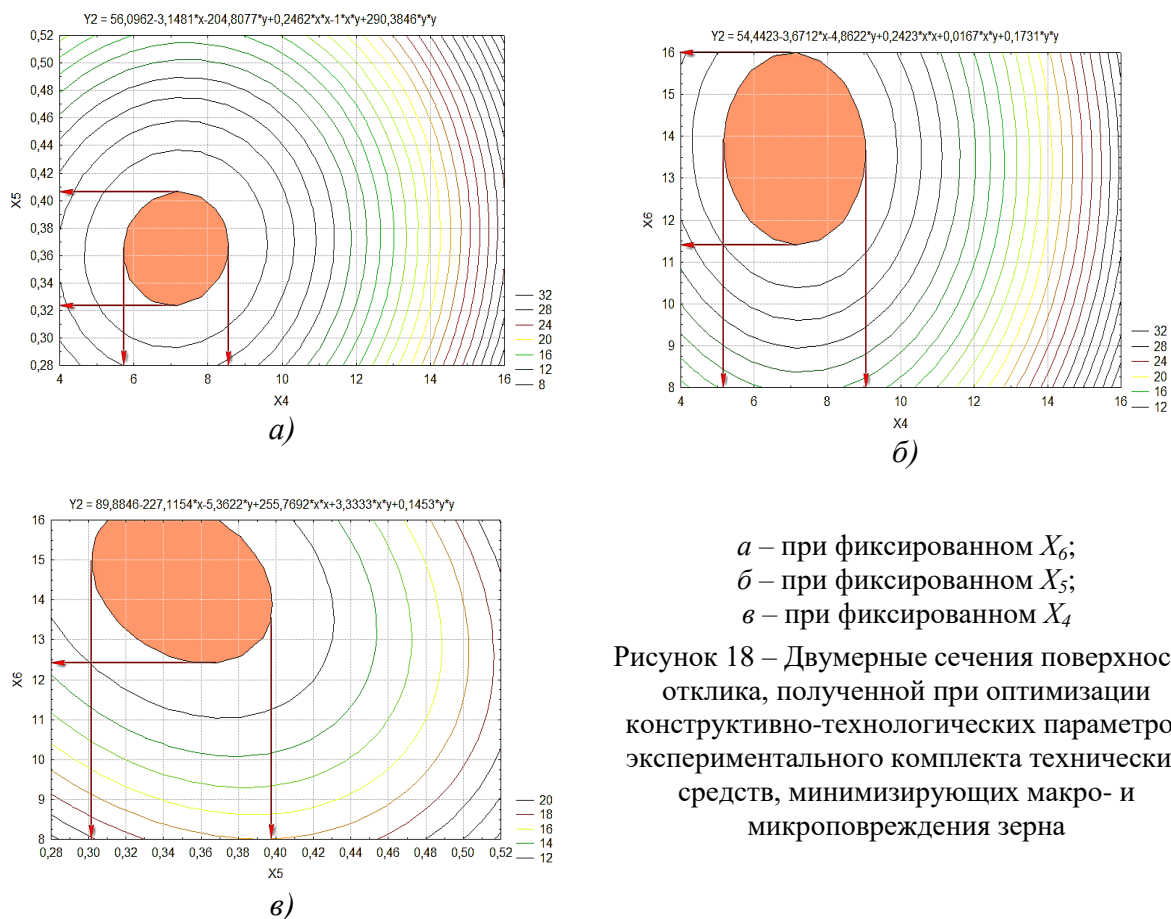 Y2 = 56,0962-3,1481*x-204,8077*y+0,2462*x*x-1*x*y+290,3846*y*y
0,52
0,50
0,48
0,46
0,44
0,42
0,40
0,38
0,36
0,34
0,32
0,30
0,28
X5
4 6 8 10 12 14 16
X4
32
28
24
20
16
12
8
а)
Y2 = 54,4423-3,6712*x-4,8622*y+0,2423*x*x+0,0167*x*y+0,1731*y*y
16
15
14
13
12
11
10
9
8
X6
4 6 8 10 12 14 16
X4
32
28
24
20
16
12
б)
Y2 = 89,8846-227,1154*x-5,3622*y+255,7692*x*x+3,3333*x*y+0,1453*y*y
16
15
14
13
12
11
10
9
8
X6
0,28 0,30 0,32 0,34 0,36 0,38 0,40 0,42 0,44 0,46 0,48 0,50 0,52
X5
20
18
16
14
12
в)
а – при фиксированном X6;
б – при фиксированном X5;
в – при фиксированном X4
Рисунок 18 – Двумерные сечения поверхнос
отклика, полученной при оптимизации
конструктивно-технологических параметро
экспериментального комплекта технически
средств, минимизирующих макро- и
микроповреждения зерна